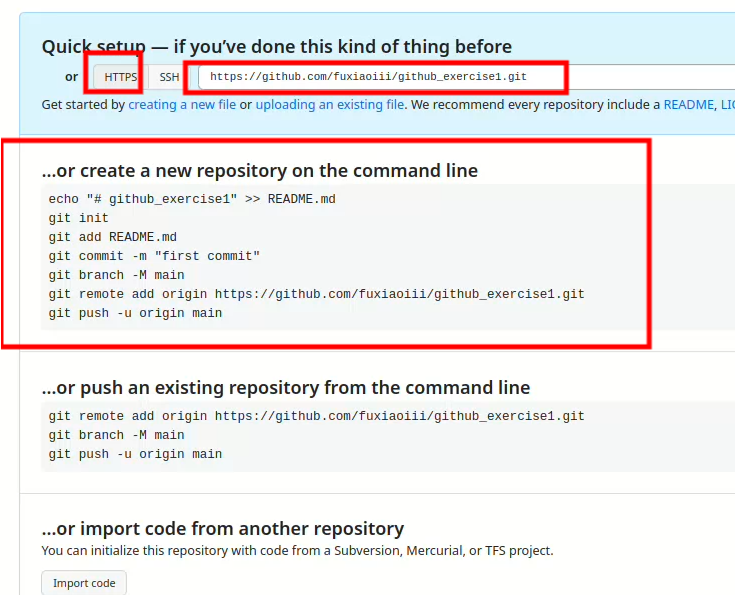 Quick setup — if you've done this kind of thing before
or HTTPS SSH https://github.com/fuxiaoiii/github_exercise1.git
Get started by creating a new file or uploading an existing file. We recommend every repository include a README,
...or create a new repository on the command line
echo "# github_exercise1" >> README.md
git init
git add README.md
git commit -m "first commit"
git branch -M main
git remote add origin https://github.com/fuxiaoiii/github_exercise1.git
git push -u origin main
...or push an existing repository from the command line
git remote add origin https://github.com/fuxiaoiii/github_exercise1.git
git branch -M main
git push -u origin main
...or import code from another repository
You can initialize this repository with code from a Subversion, Mercurial, or TFS project.
Import code